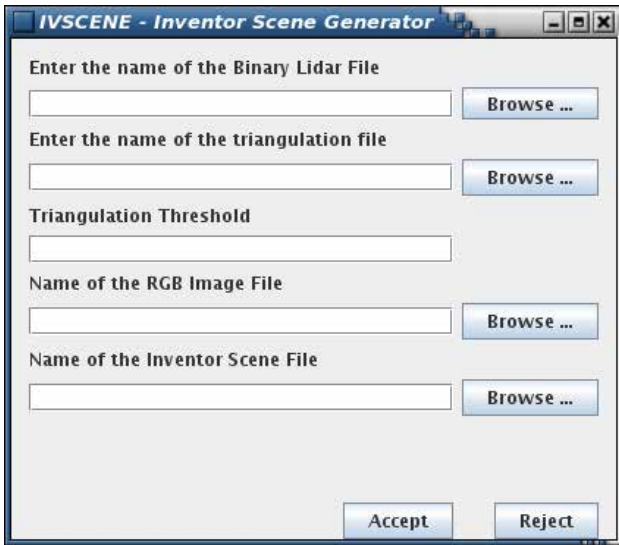 IVSCENE - Inventor Scene Generator
Enter the name of the Binary Lidar File
Browse ...
Enter the name of the triangulation file
Browse ...
Triangulation Threshold
Name of the RGB Image File
Browse ...
Name of the Inventor Scene File
Browse ...
Accept Reject